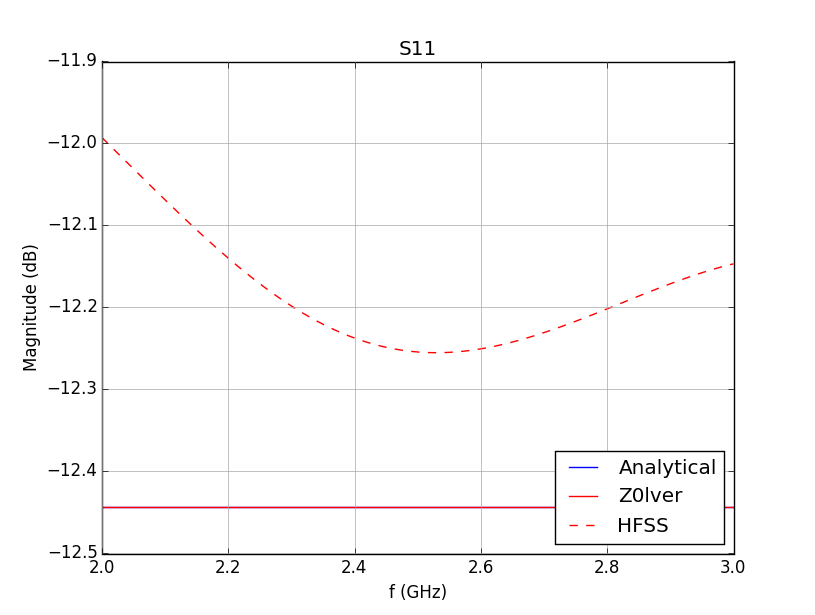 S11
−11.9
−12.0
−12.1
−12.2
−12.3
−12.4
−12.5
Magnitude (dB)
Analytical
Z0lver
HFSS
2.0 2.2 2.4 2.6 2.8 3.0
f (GHz)